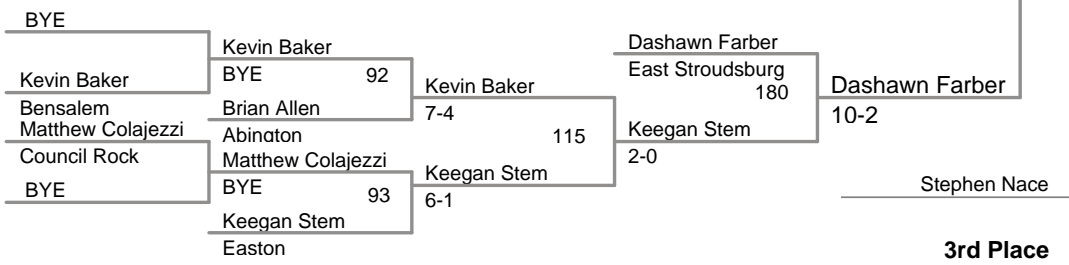 BYE
Kevin Baker
Bensalem
Matthew Colajezzi
Council Rock
BYE
Kevin Baker
BYE
92
Brian Allen
Abington
Matthew Colajezzi
BYE
93
Keegan Stem
Easton
Kevin Baker
7-4
115
Keegan Stem
6-1
Dashawn Farber
East Stroudsburg
180
Keegan Stem
2-0
Dashawn Farber
10-2
Stephen Nace
3rd Place